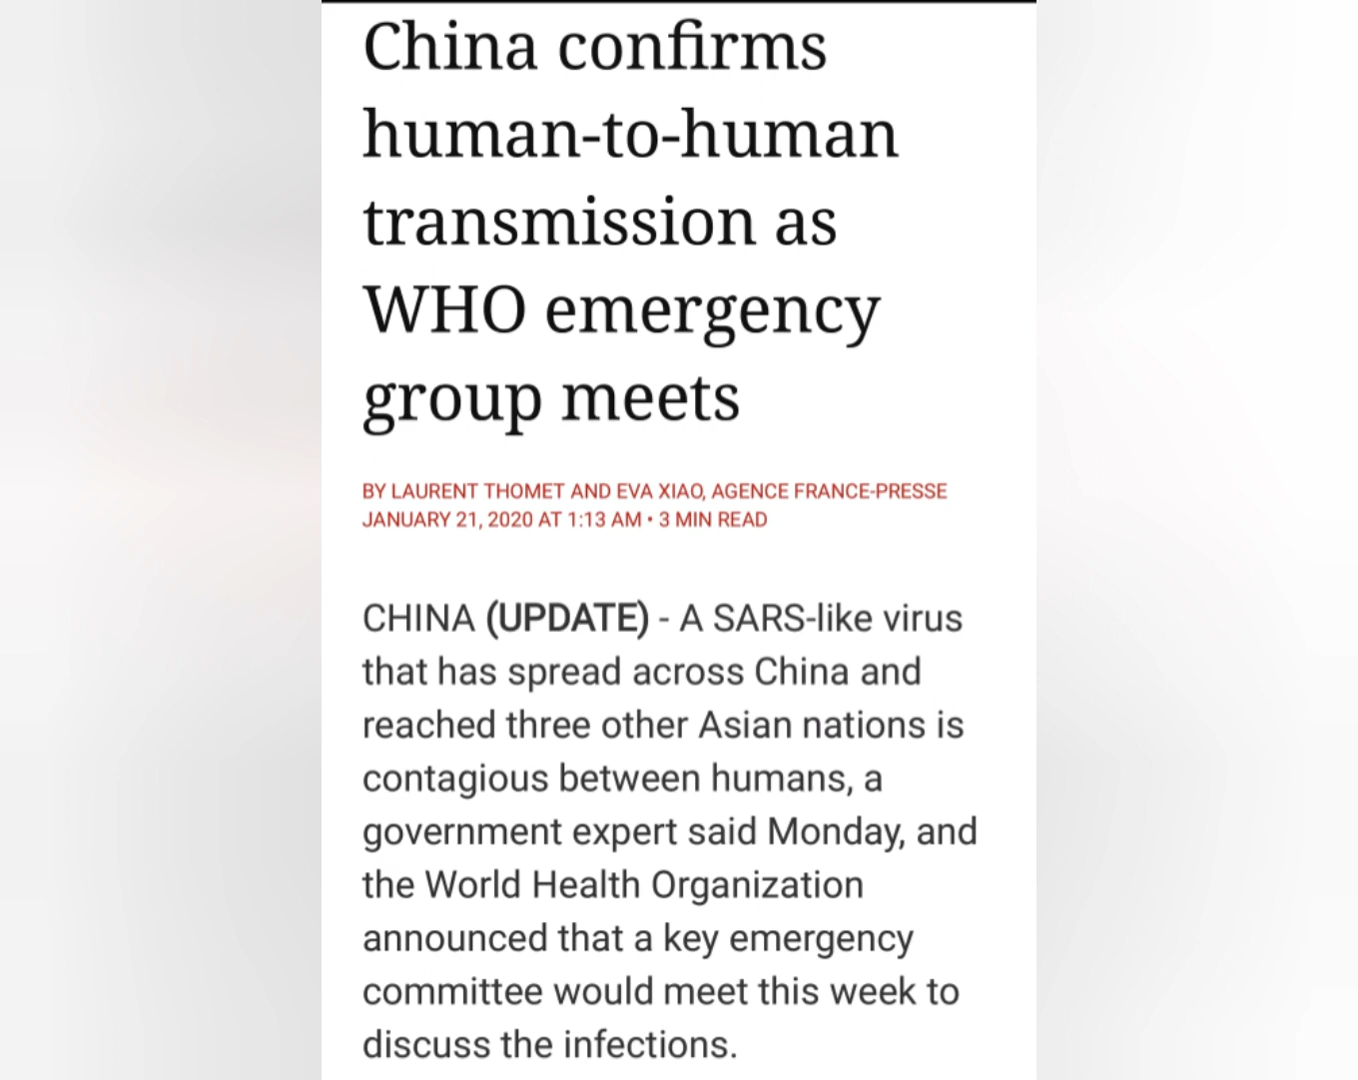 China confirms
human-to-human
transmission as
WHO emergency
group meets
BY LAURENT THOMET AND EVA XIAO, AGENCE FRANCE-PRESSE
JANUARY 21, 2020 AT 1:13 AM • 3 MIN READ
CHINA (UPDATE) - A SARS-like virus
that has spread across China and
reached three other Asian nations is
contagious between humans, a
government expert said Monday, and
the World Health Organization
announced that a key emergency
committee would meet this week to
discuss the infections.